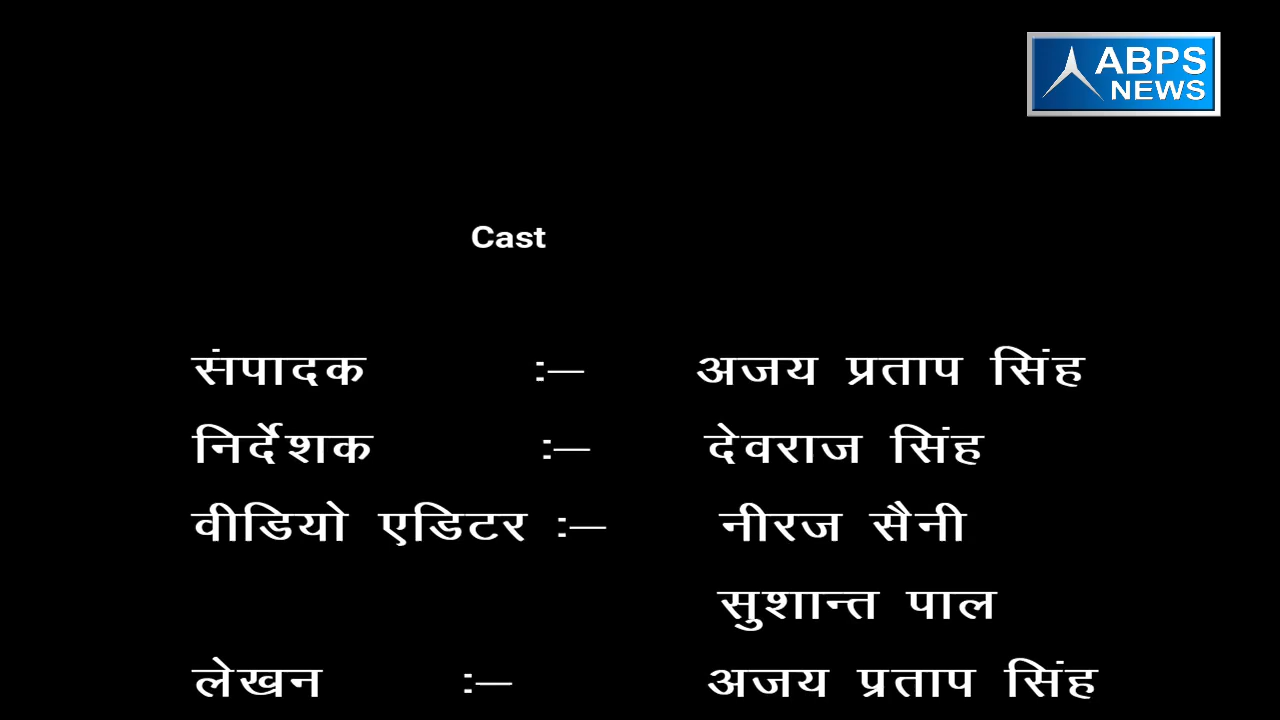 ABPS
NEWS
Cast
संपादक :— अजय प्रताप सिंह
निर्देशक :— देवराज सिंह
वीडियो एडिटर :— नीरज सैनी
सुशान्त पाल
लेखन :— अजय प्रताप सिंह